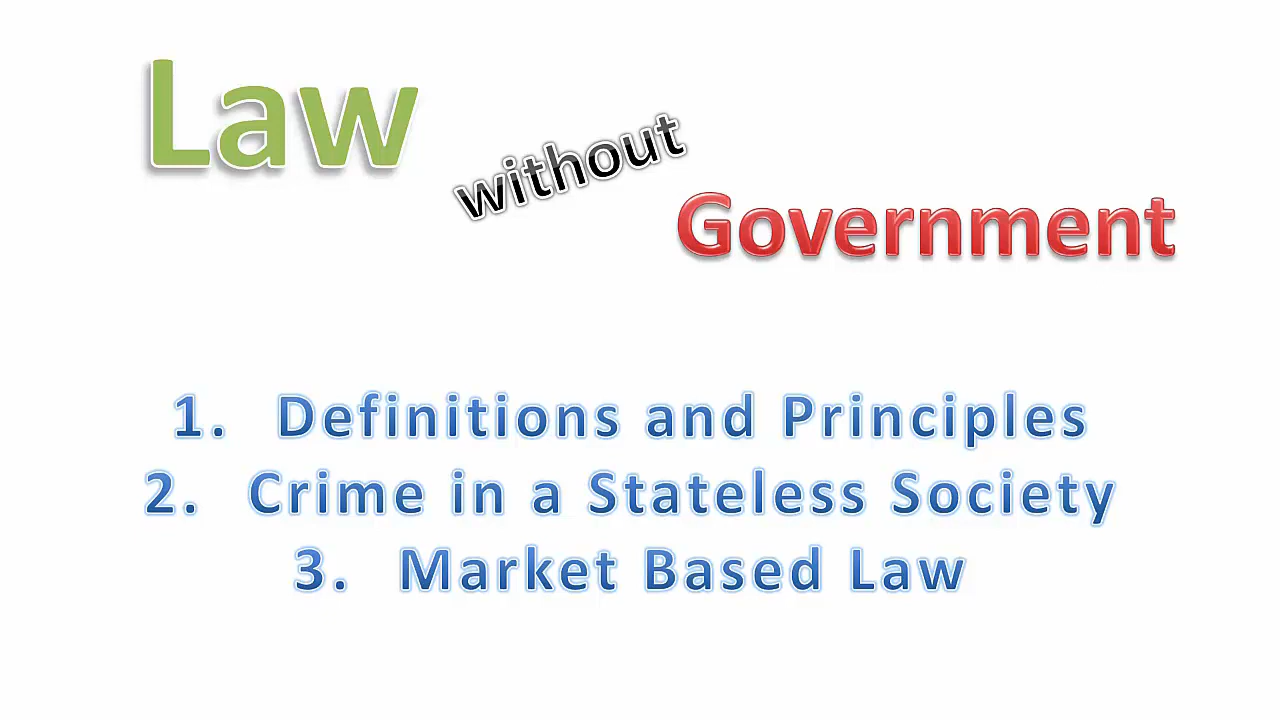 Law
without
Government
1. Definitions and Principles
2. Crime in a Stateless Society
3. Market Based Law